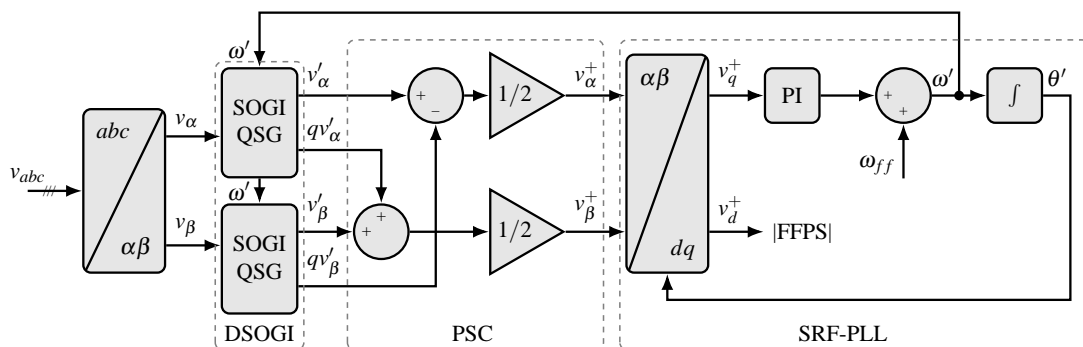 ω′
v′α
v+α
v+q
ω′
θ′
αβ
SOGI
QSG
+
−
1/2
PI
+
+
∫
abc
vα
qv′α
ωff
vabc
ω′
v′β
v+β
v+d
αβ
vβ
SOGI
QSG
+
+
1/2
|FFPS|
dq
qv′β
DSOGI
PSC
SRF-PLL